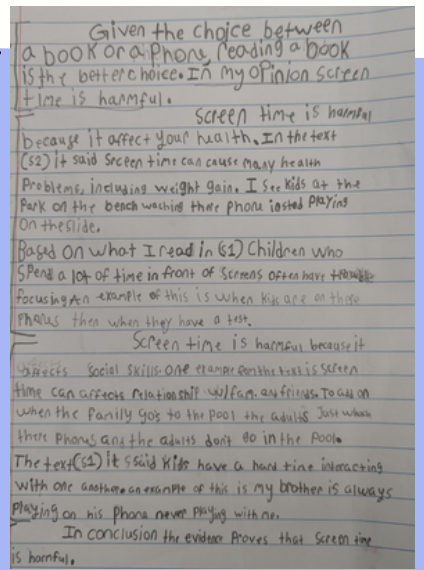 Given the choice between
a book or a Phone, reading a book
is the better choice. In my opinion screen
time is harmful.
Screen time is harmful
because it affect your health. In the text
(S2) it said Srceen time can cause many health
Problems, including weight gain. I see kids at the
Park on the bench waching there phone insted Playing
On the slide.
Based on what I read in (S1) Children who
Spend a lot of time in front of screens often have trouble
focusing An example of this is when kids are on there
Phones then when they have a test.
Screen time is harmful because it
affects social skills. one example from the text is screen
time can affects relationship w/fam. and friends. To add on
when the family go's to the pool the adults Just watch
there phones and the adults don't go in the Pool.
The text (S1) it ssaid kids have a hard time interacting
with one another. an example of this is my brother is always
Playing on his phone never Playing with me.
In conclusion the evidence Proves that Screen time
is harmful.